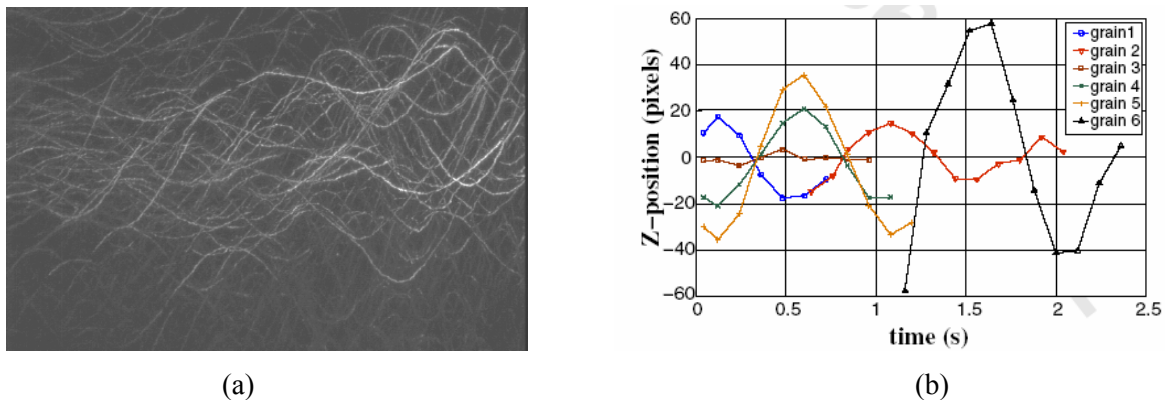 60
40
20
0
−20
−40
−60
Z-position (pixels)
grain1
grain 2
grain 3
grain 4
grain 5
grain 6
0 0.5 1 1.5 2 2.5
time (s)
(a) (b)